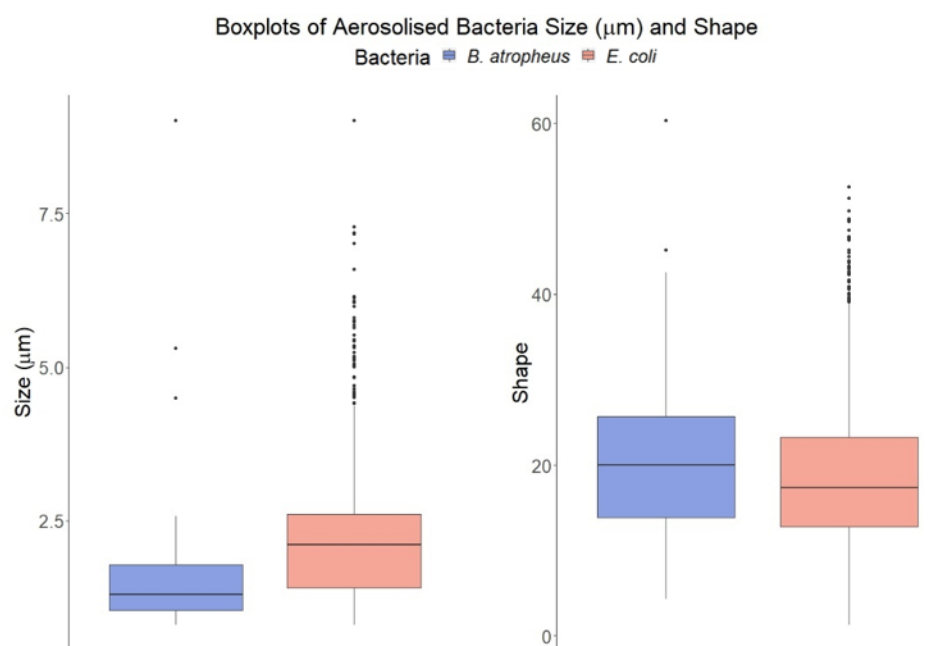 Boxplots of Aerosolised Bacteria Size (μm) and Shape
Bacteria B. atropheus E. coli
Size (μm)
7.5
5.0
2.5
Shape
60
40
20
0